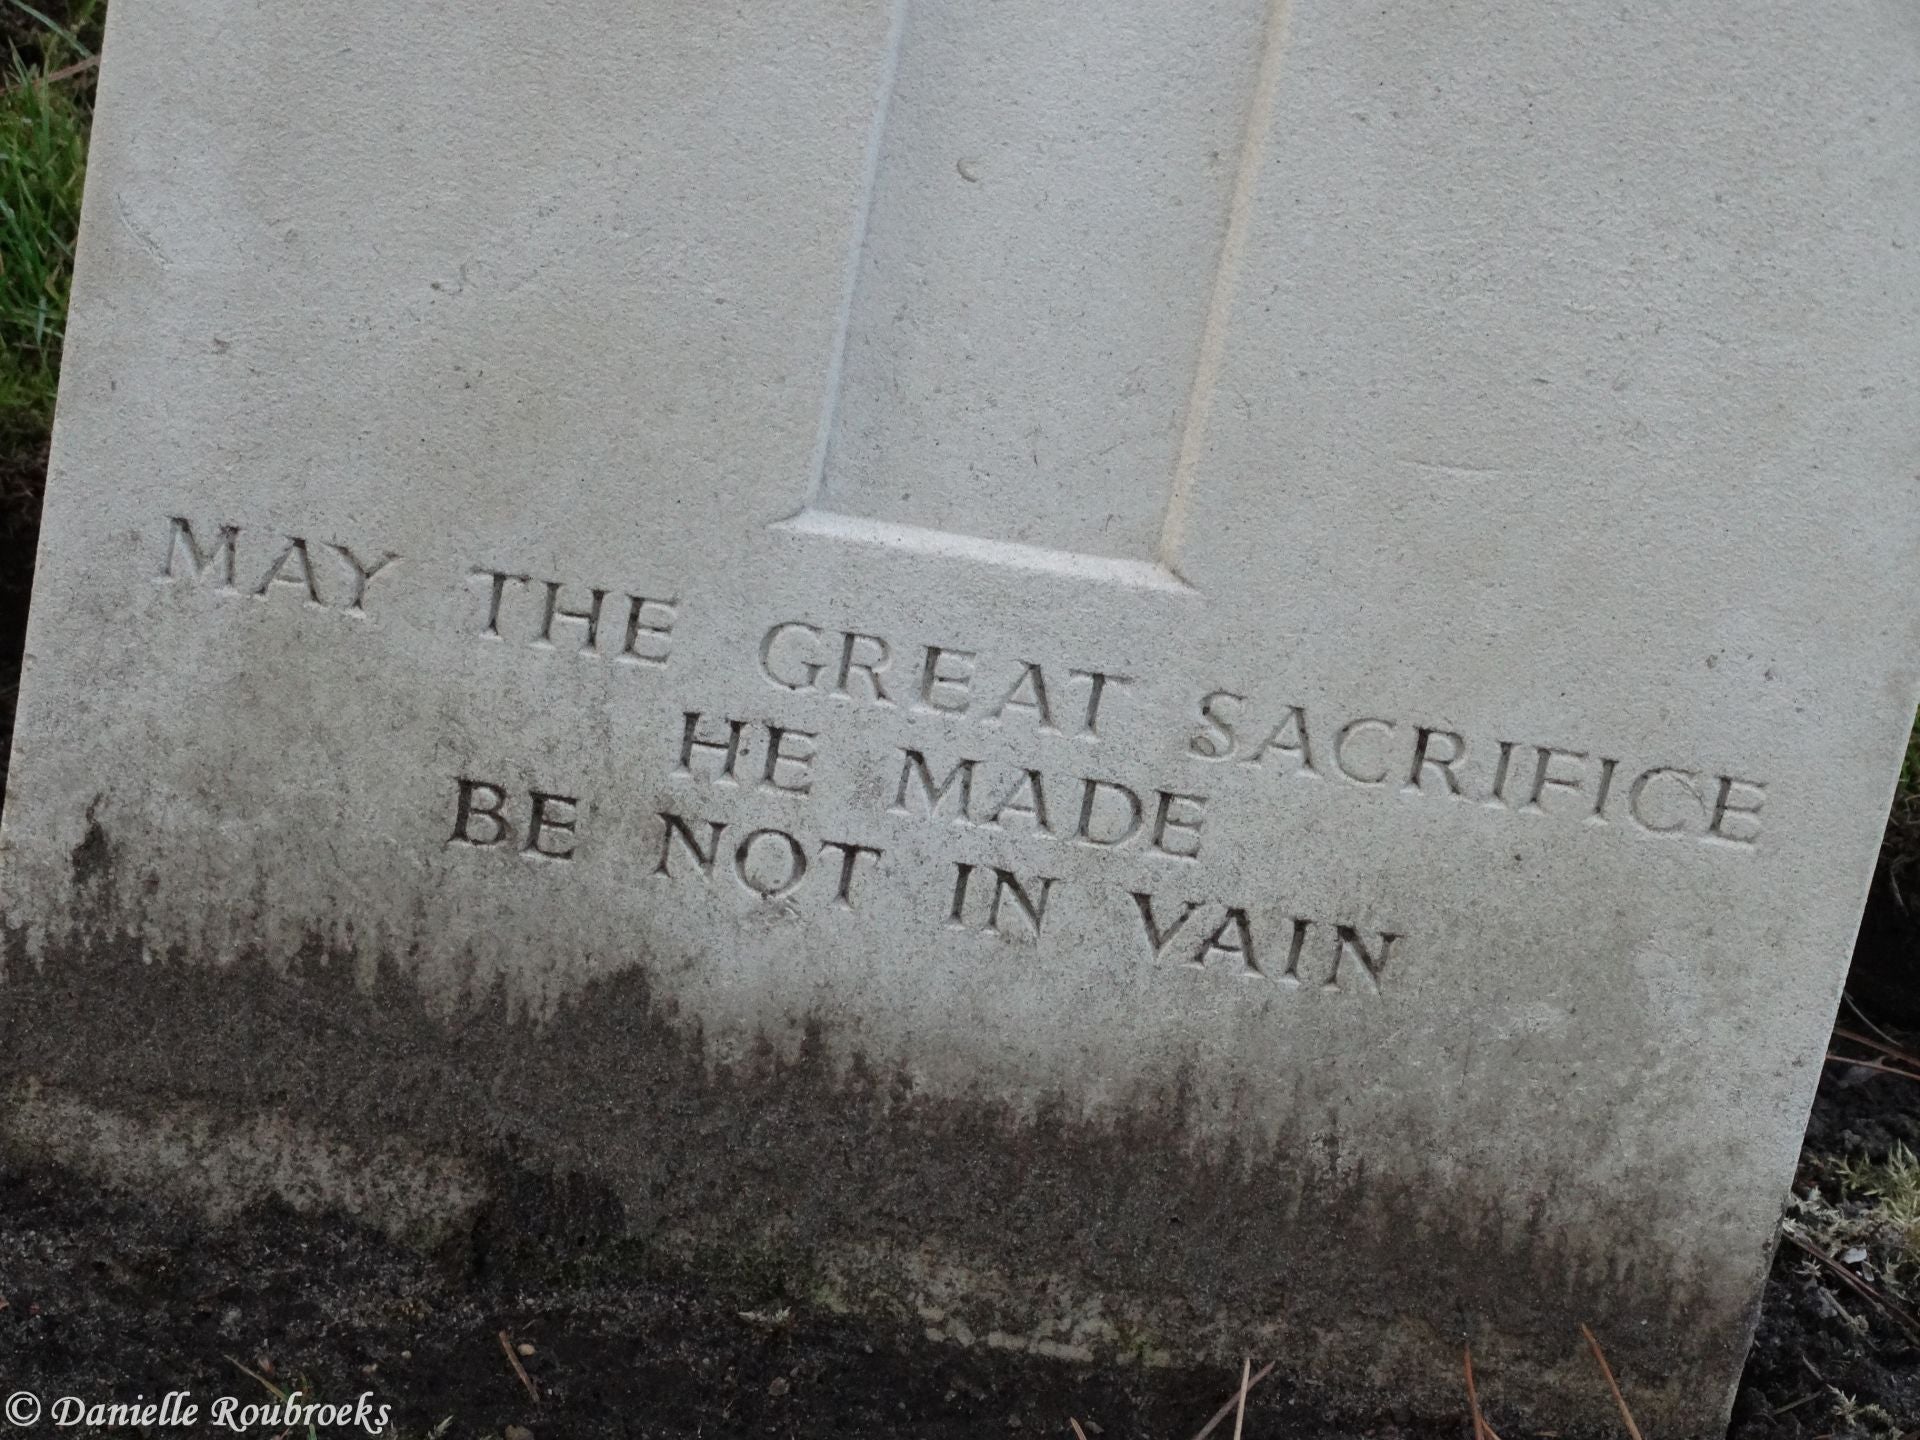 MAY THE GREAT SACRIFICE
HE MADE
BE NOT IN VAIN
© Danielle Roubroeks